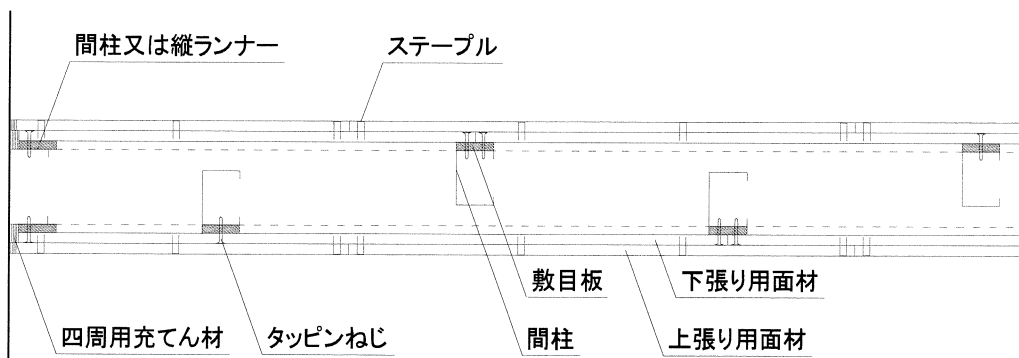 間柱又は縦ランナー
ステープル
敷目板
下張り用面材
四周用充てん材
タッピンねじ
間柱
上張り用面材